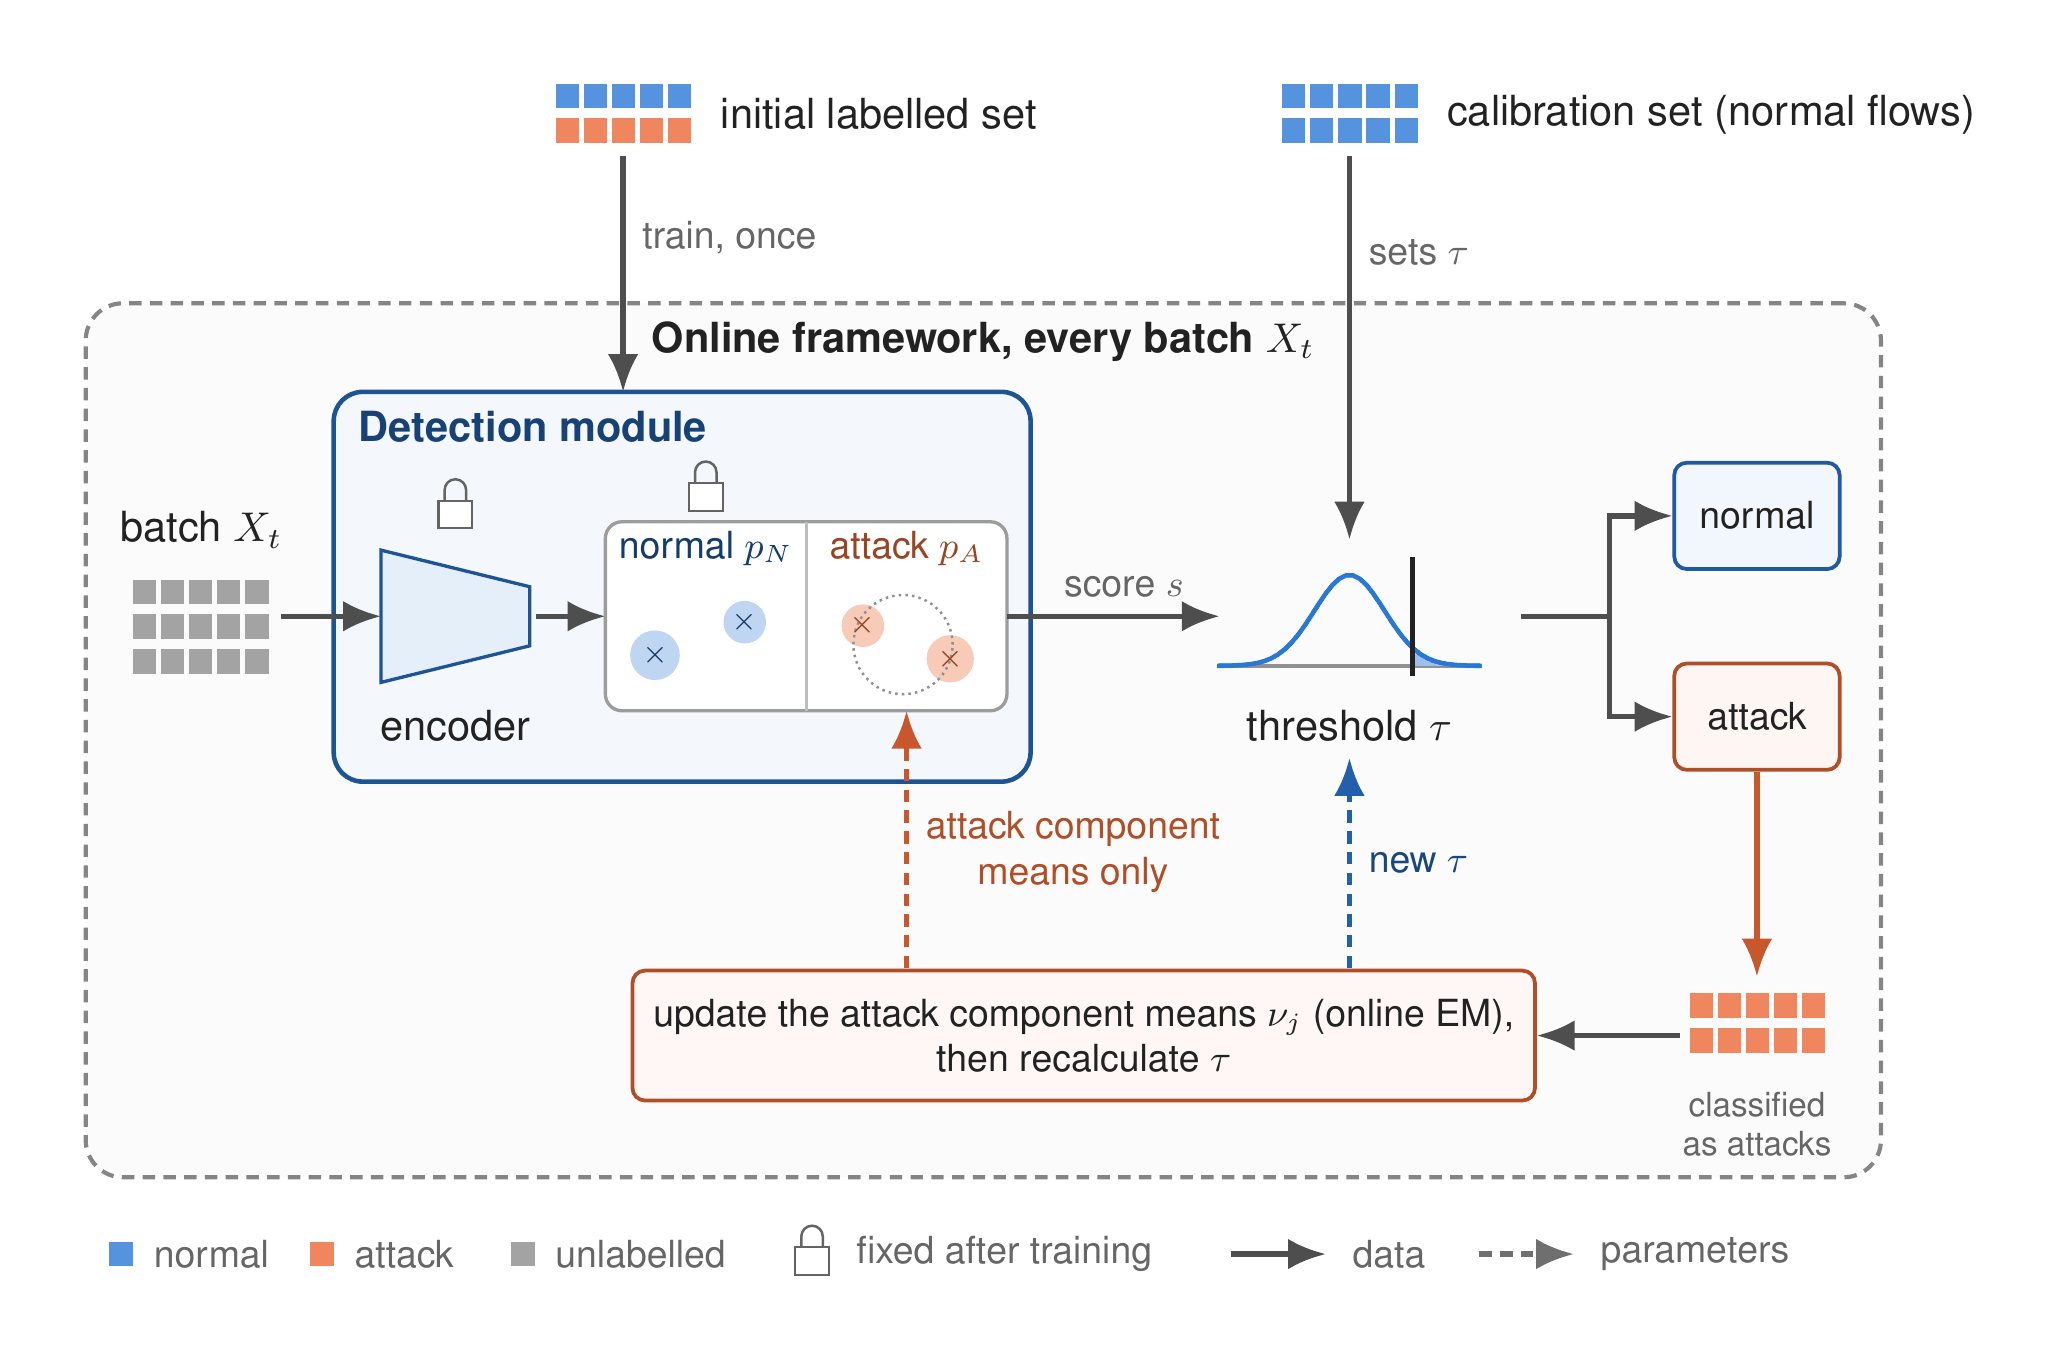 initial labelled set
calibration set (normal flows)
train, once
sets τ
Online framework, every batch Xₜ
Detection module
batch Xₜ
normal p_N
attack p_A
encoder
score s
threshold τ
normal
attack
attack component
means only
new τ
update the attack component means ν_j (online EM),
then recalculate τ
classified
as attacks
normal
attack
unlabelled
fixed after training
data
parameters